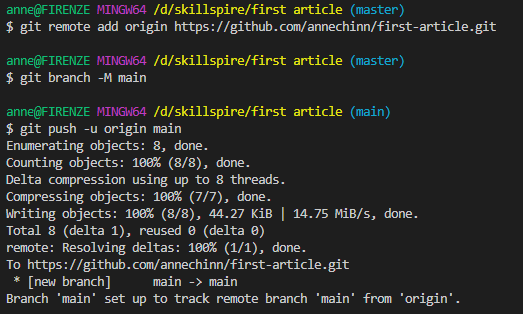 anne@FIRENZE MINGW64 /d/skillspire/first article (master)
$ git remote add origin https://github.com/annechinn/first-article.git
anne@FIRENZE MINGW64 /d/skillspire/first article (master)
$ git branch -M main
anne@FIRENZE MINGW64 /d/skillspire/first article (main)
$ git push -u origin main
Enumerating objects: 8, done.
Counting objects: 100% (8/8), done.
Delta compression using up to 8 threads.
Compressing objects: 100% (7/7), done.
Writing objects: 100% (8/8), 44.27 KiB | 14.75 MiB/s, done.
Total 8 (delta 1), reused 0 (delta 0)
remote: Resolving deltas: 100% (1/1), done.
To https://github.com/annechinn/first-article.git
 * [new branch]      main -> main
Branch 'main' set up to track remote branch 'main' from 'origin'.